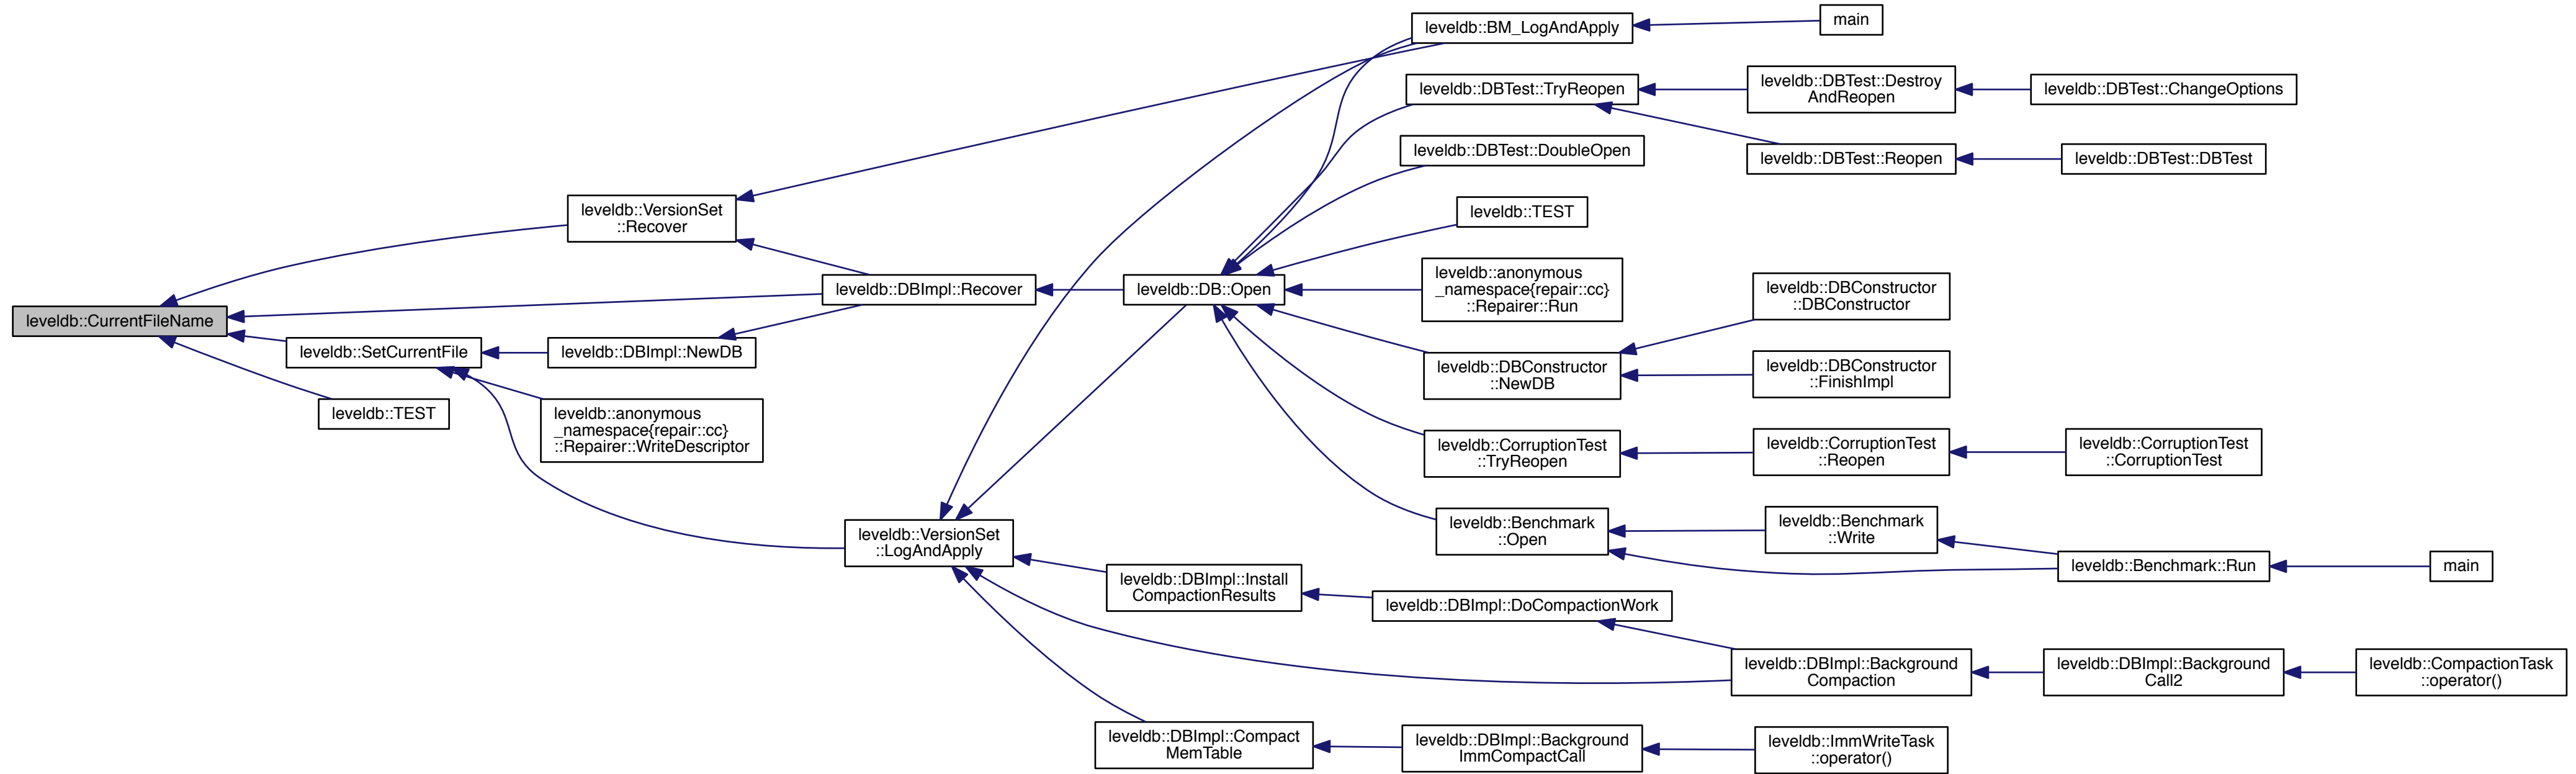 leveldb::BM_LogAndApply
main
leveldb::DBTest::TryReopen
leveldb::DBTest::Destroy
AndReopen
leveldb::DBTest::ChangeOptions
leveldb::DBTest::DoubleOpen
leveldb::DBTest::Reopen
leveldb::DBTest::DBTest
leveldb::VersionSet
::Recover
leveldb::TEST
leveldb::CurrentFileName
leveldb::DBImpl::Recover
leveldb::DB::Open
leveldb::anonymous
_namespace{repair::cc}
::Repairer::Run
leveldb::DBConstructor
::DBConstructor
leveldb::SetCurrentFile
leveldb::DBImpl::NewDB
leveldb::DBConstructor
::NewDB
leveldb::DBConstructor
::FinishImpl
leveldb::TEST
leveldb::anonymous
_namespace{repair::cc}
::Repairer::WriteDescriptor
leveldb::CorruptionTest
::TryReopen
leveldb::CorruptionTest
::Reopen
leveldb::CorruptionTest
::CorruptionTest
leveldb::VersionSet
::LogAndApply
leveldb::Benchmark
::Open
leveldb::Benchmark
::Write
leveldb::Benchmark::Run
main
leveldb::DBImpl::Install
CompactionResults
leveldb::DBImpl::DoCompactionWork
leveldb::DBImpl::Background
Compaction
leveldb::DBImpl::Background
Call2
leveldb::CompactionTask
::operator()
leveldb::DBImpl::Compact
MemTable
leveldb::DBImpl::Background
ImmCompactCall
leveldb::ImmWriteTask
::operator()